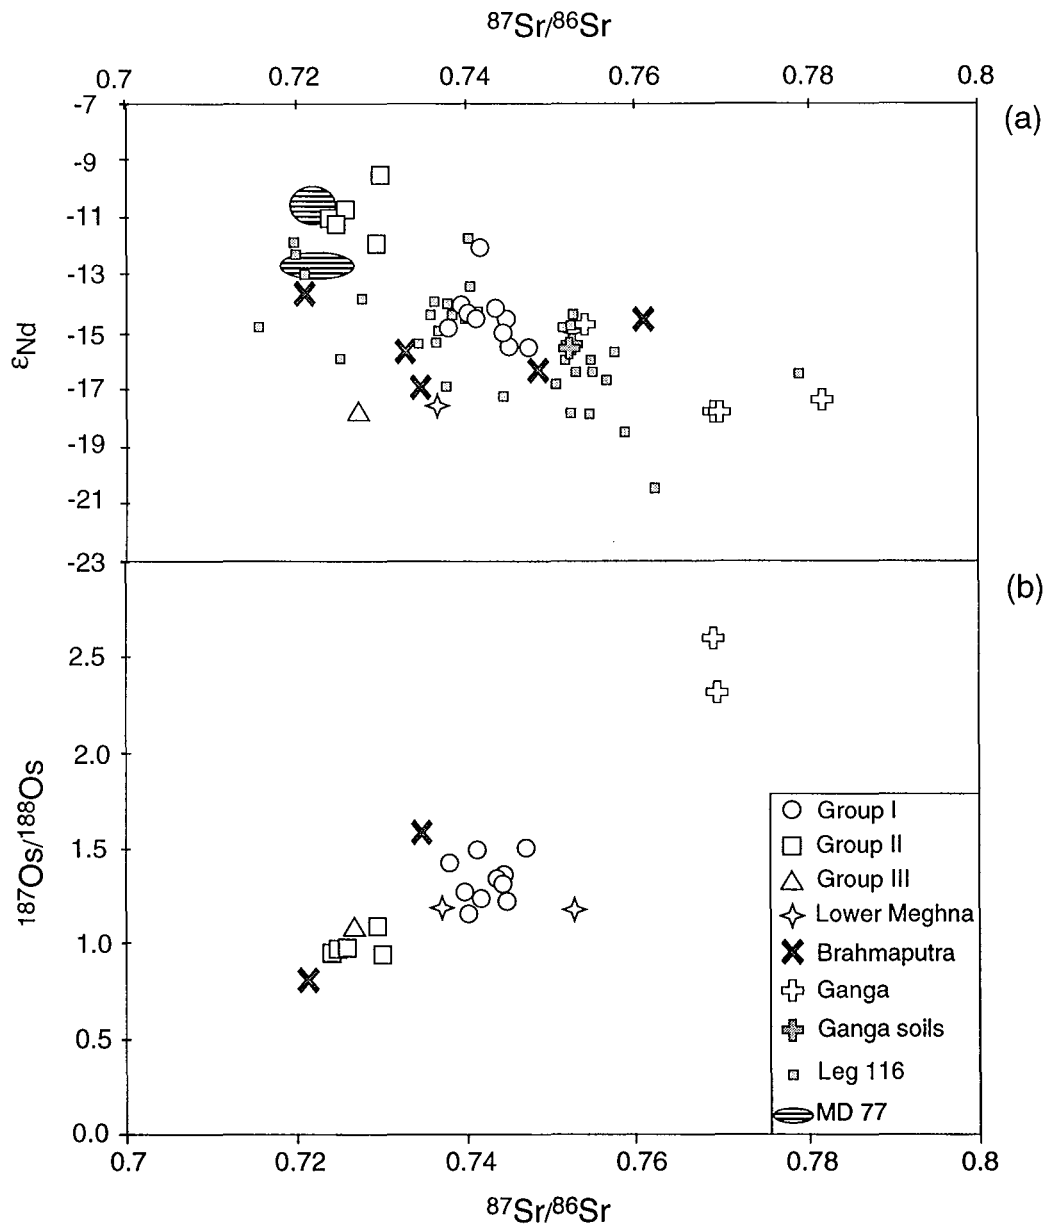 ⁸⁷Sr/⁸⁶Sr
0.7 0.72 0.74 0.76 0.78 0.8
(a)
-7
-9
-11
-13
-15
-17
-19
-21
-23
εNd
(b)
2.5
2.0
1.5
1.0
0.5
0.0
¹⁸⁷Os/¹⁸⁸Os
Group I
Group II
Group III
Lower Meghna
Brahmaputra
Ganga
Ganga soils
Leg 116
MD 77
0.7 0.72 0.74 0.76 0.78 0.8
⁸⁷Sr/⁸⁶Sr